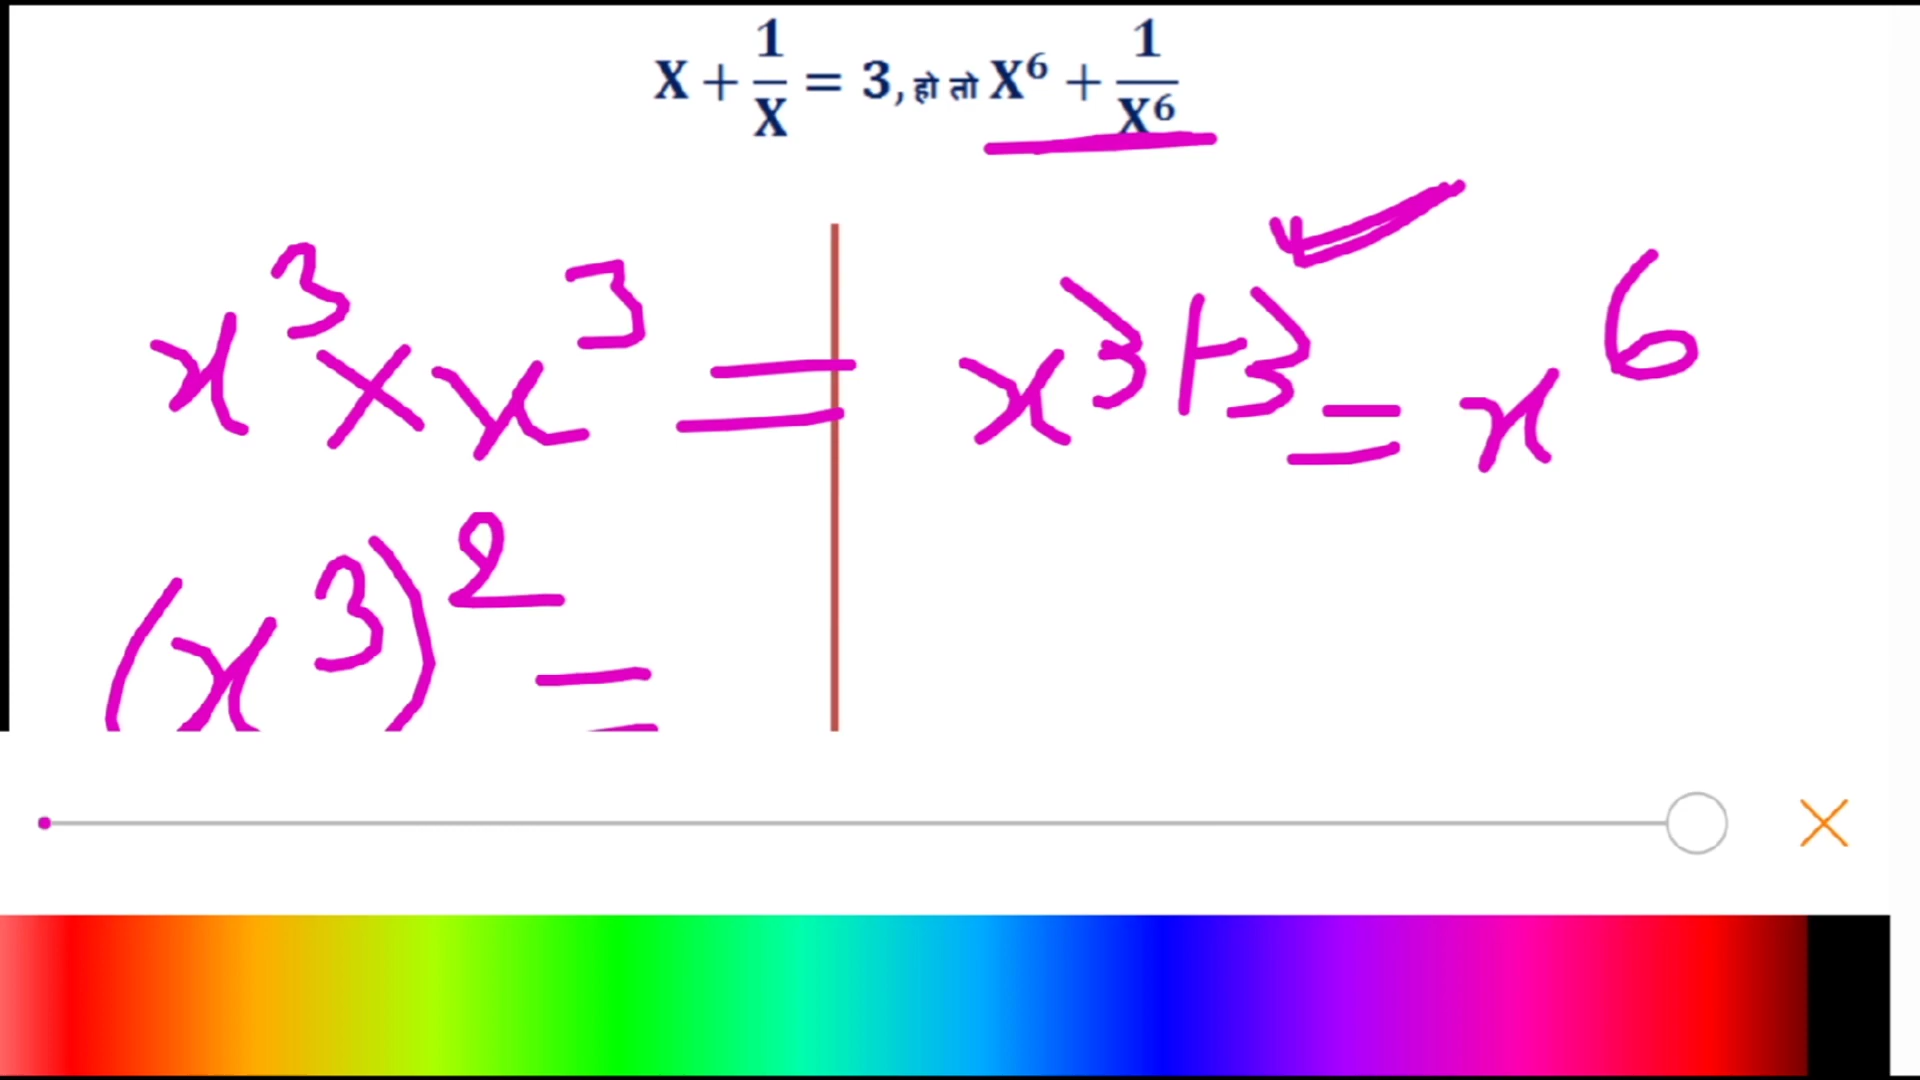 X + 1/X = 3, हो तो X⁶ + 1/X⁶
x³ × x³ = x³⁺³ = x⁶
(x³)² =